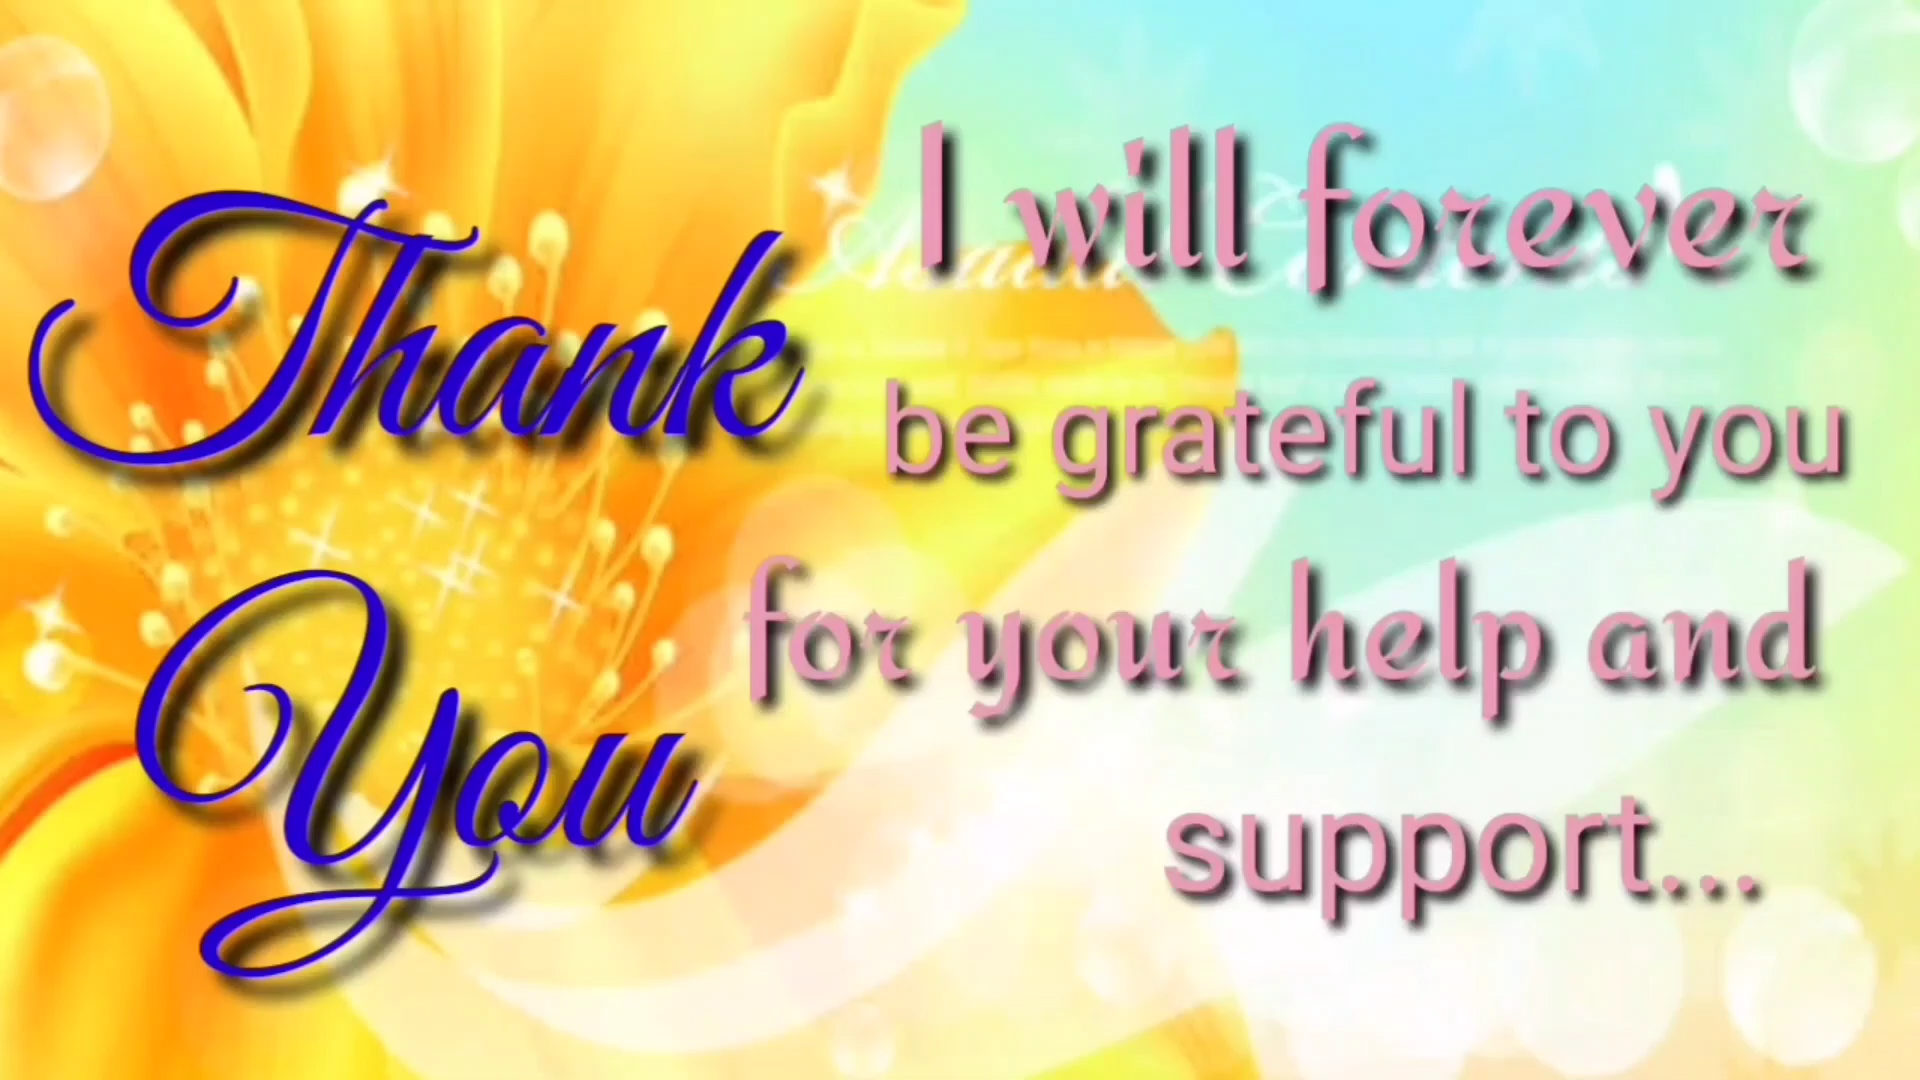 Thank
You
I will forever
be grateful to you
for your help and
support...